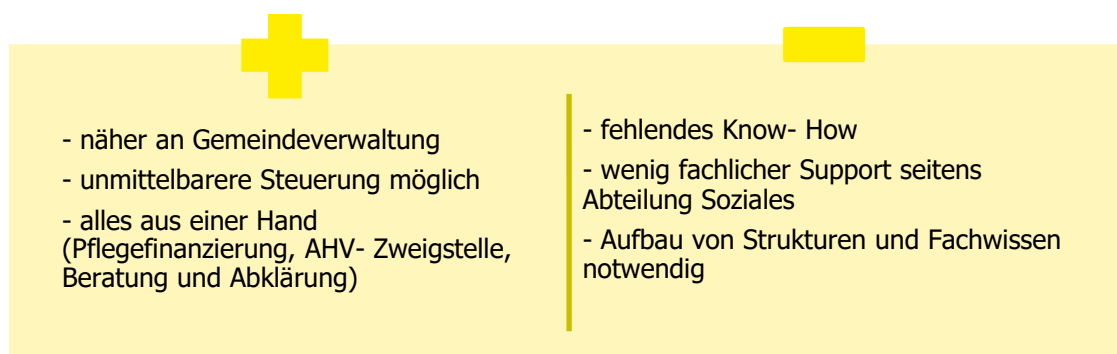 - näher an Gemeindeverwaltung
- unmittelbarere Steuerung möglich
- alles aus einer Hand
(Pflegefinanzierung, AHV- Zweigstelle,
Beratung und Abklärung)
- fehlendes Know- How
- wenig fachlicher Support seitens
Abteilung Soziales
- Aufbau von Strukturen und Fachwissen
notwendig